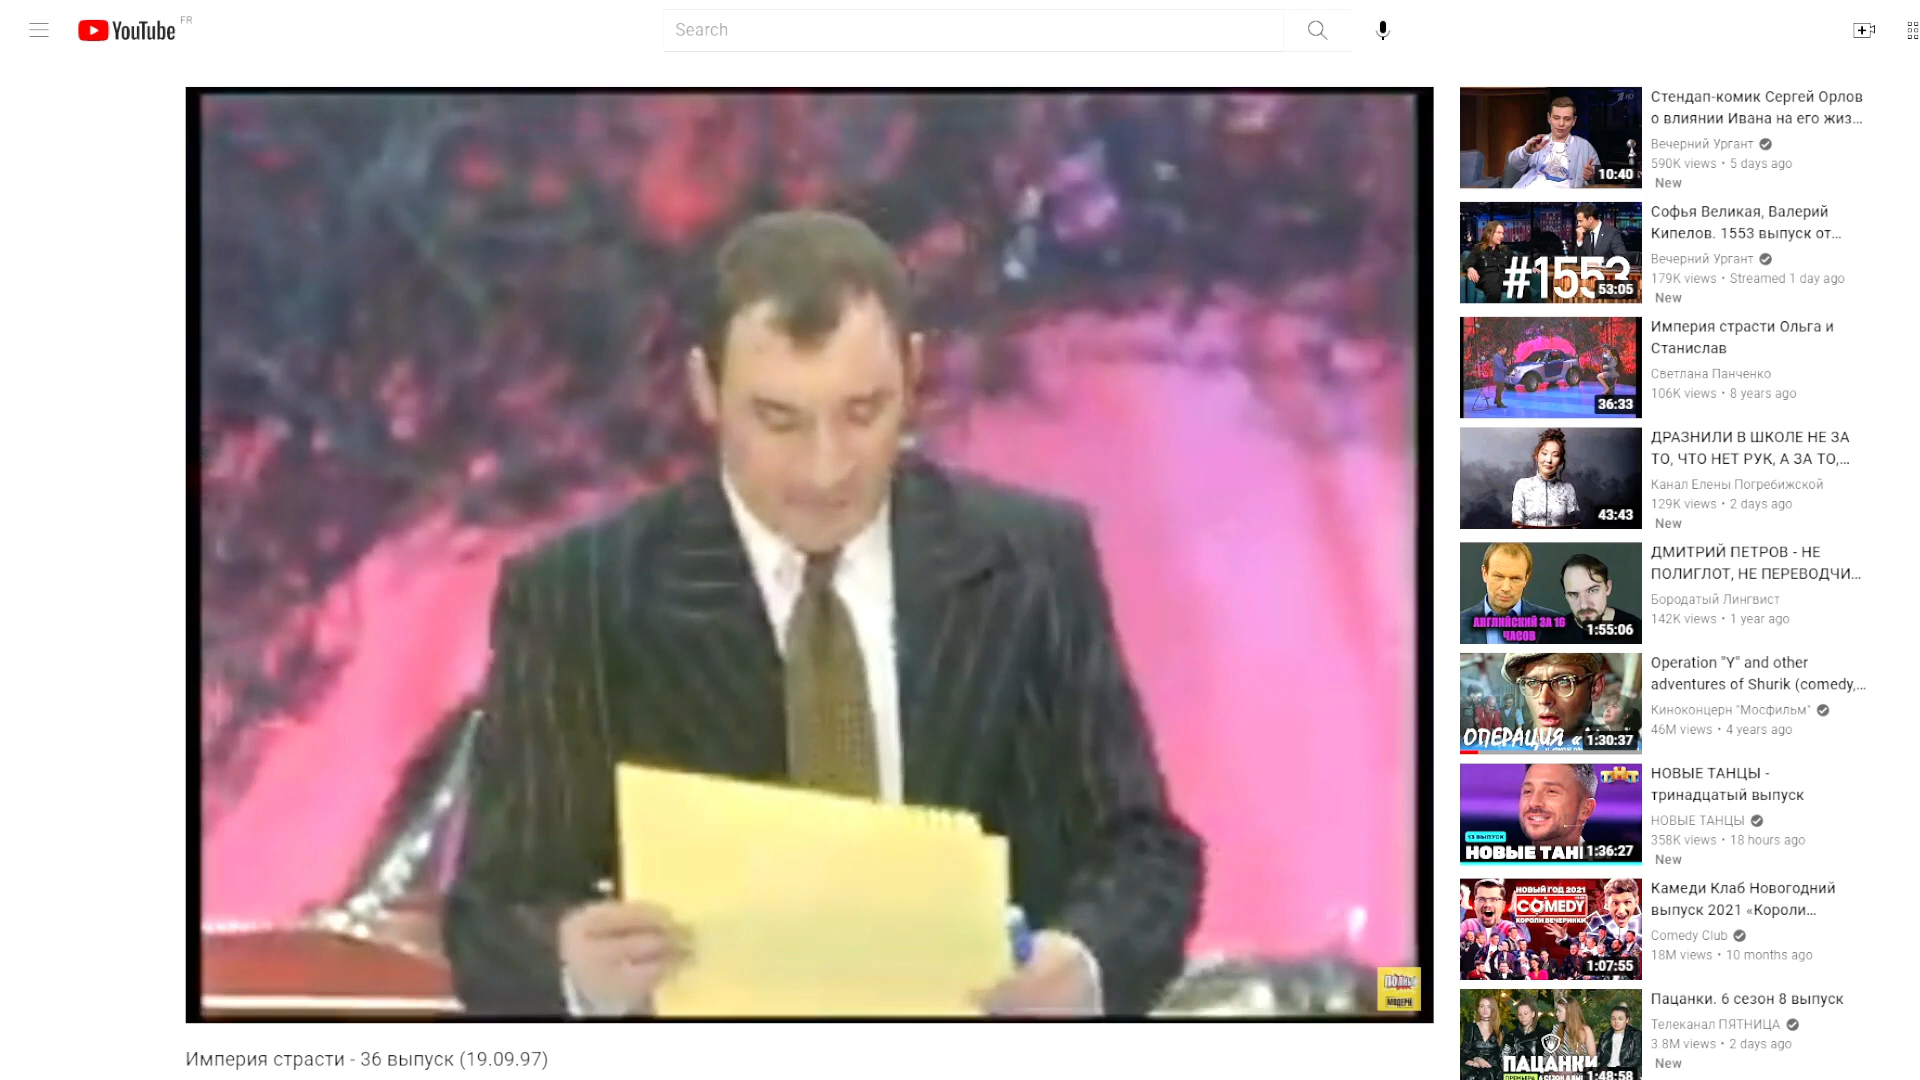 YouTube FR
Search
Полный
модерн
Империя страсти - 36 выпуск (19.09.97)
10:40
Стендап-комик Сергей Орлов
о влиянии Ивана на его жиз...
Вечерний Ургант
590K views • 5 days ago
New
#1553
53:05
Софья Великая, Валерий
Кипелов. 1553 выпуск от...
Вечерний Ургант
179K views • Streamed 1 day ago
New
36:33
Империя страсти Ольга и
Станислав
Светлана Панченко
106K views • 8 years ago
43:43
ДРАЗНИЛИ В ШКОЛЕ НЕ ЗА
ТО, ЧТО НЕТ РУК, А ЗА ТО,...
Канал Елены Погребижской
129K views • 2 days ago
New
АНГЛИЙСКИЙ ЗА 16
ЧАСОВ
1:55:06
ДМИТРИЙ ПЕТРОВ - НЕ
ПОЛИГЛОТ, НЕ ПЕРЕВОДЧИ...
Бородатый Лингвист
142K views • 1 year ago
ОПЕРАЦИЯ «
1:30:37
Operation "Y" and other
adventures of Shurik (comedy,...
Киноконцерн "Мосфильм"
46M views • 4 years ago
ТНТ
13 ВЫПУСК
НОВЫЕ ТАН
1:36:27
НОВЫЕ ТАНЦЫ -
тринадцатый выпуск
НОВЫЕ ТАНЦЫ
358K views • 18 hours ago
New
НОВЫЙ ГОД 2021
COMEDY
КОРОЛИ ВЕЧЕРИНКИ
1:07:55
Камеди Клаб Новогодний
выпуск 2021 «Короли...
Comedy Club
18M views • 10 months ago
ПАЦАНКИ
ПРЕМЬЕРА
1:48:58
Пацанки. 6 сезон 8 выпуск
Телеканал ПЯТНИЦА
3.8M views • 2 days ago
New